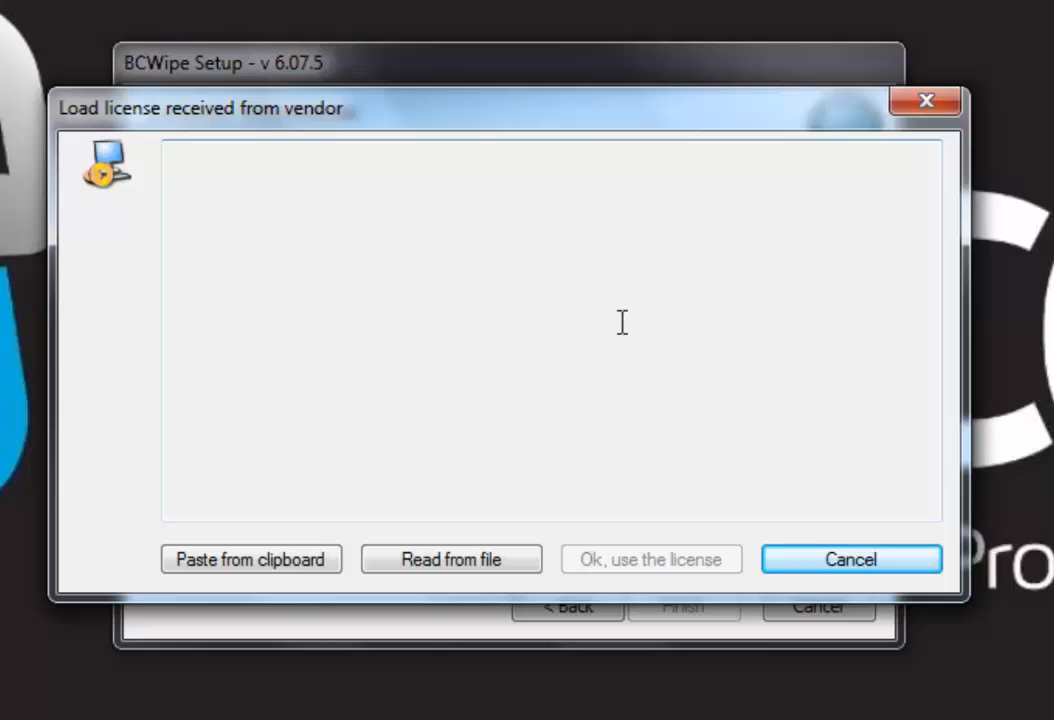 BCWipe Setup - v 6.07.5
Load license received from vendor
Paste from clipboard
Read from file
Ok, use the license
Cancel
< Back
Finish
Cancel
Pro